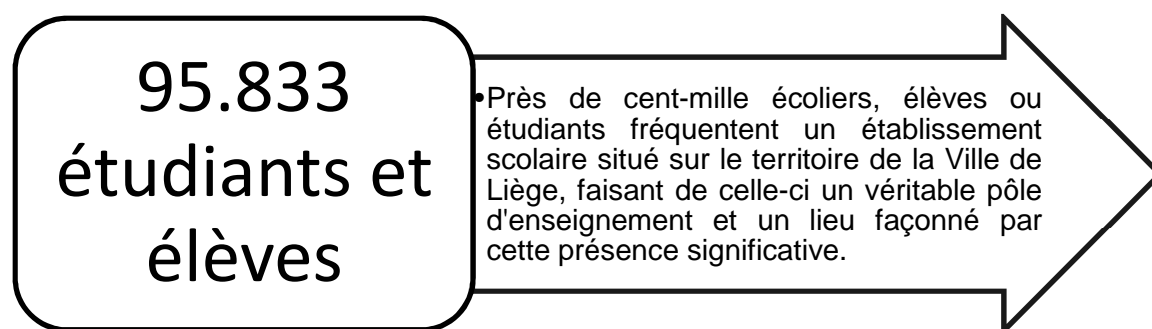 95.833
étudiants et
élèves
•Près de cent-mille écoliers, élèves ou
étudiants fréquentent un établissement
scolaire situé sur le territoire de la Ville de
Liège, faisant de celle-ci un véritable pôle
d'enseignement et un lieu façonné par
cette présence significative.